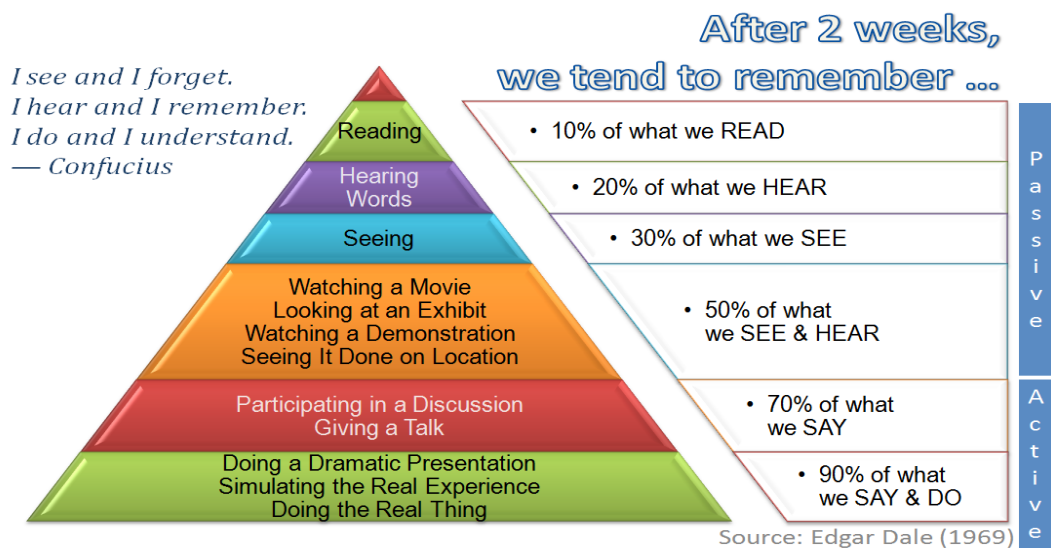 After 2 weeks,
we tend to remember ...
I see and I forget.
I hear and I remember.
I do and I understand.
— Confucius
Reading
• 10% of what we READ
Hearing
Words
• 20% of what we HEAR
Seeing
• 30% of what we SEE
Watching a Movie
Looking at an Exhibit
Watching a Demonstration
Seeing It Done on Location
• 50% of what
we SEE & HEAR
Passive
Participating in a Discussion
Giving a Talk
• 70% of what
we SAY
Doing a Dramatic Presentation
Simulating the Real Experience
Doing the Real Thing
• 90% of what
we SAY & DO
Active
Source: Edgar Dale (1969)